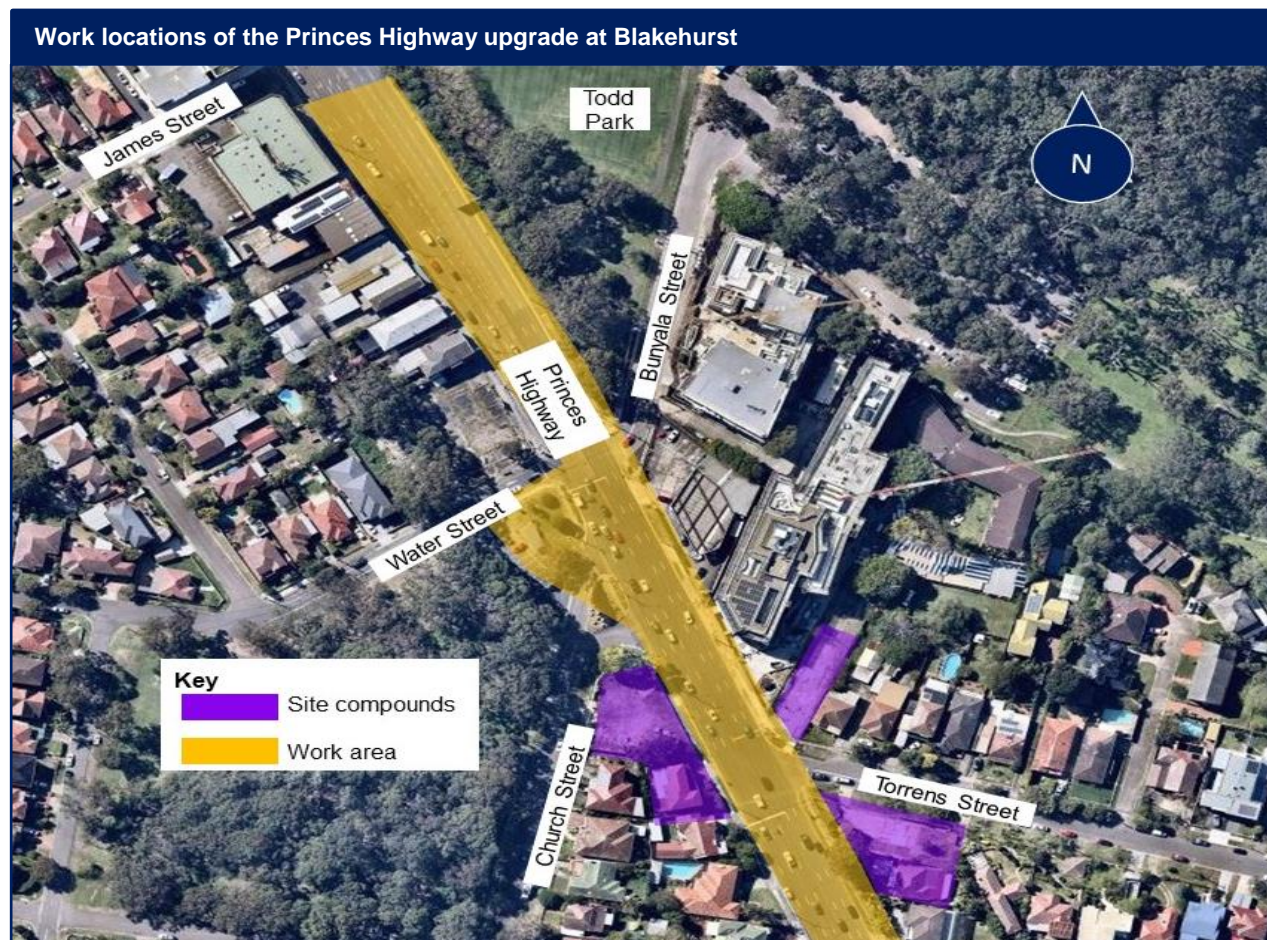 Work locations of the Princes Highway upgrade at Blakehurst
James Street
Todd
Park
N
Bunyala Street
Princes
Highway
Water Street
Key
Site compounds
Work area
Church Street
Torrens Street